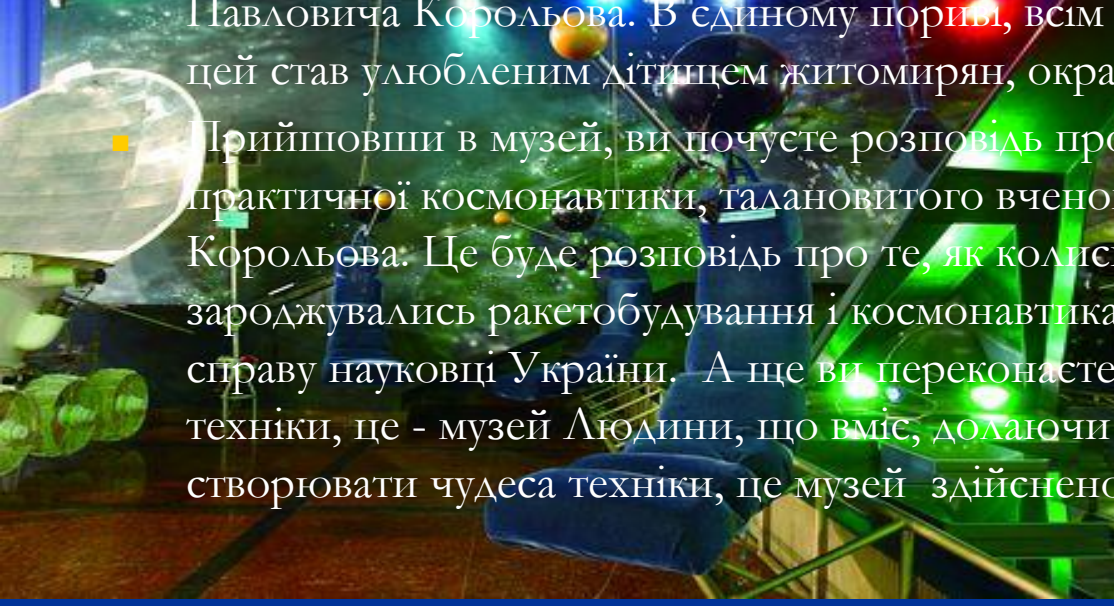 Павловича Корольова. В єдиному пориві, всім
цей став улюбленим дітищем житомирян, окра
Прийшовши в музей, ви почуєте розповідь про
практичної космонавтики, талановитого вчено
Корольова. Це буде розповідь про те, як колис
зароджувались ракетобудування і космонавтика
справу науковці України. А ще ви переконаєте
техніки, це - музей Людини, що вміє, долаючи
створювати чудеса техніки, це музей здійснено